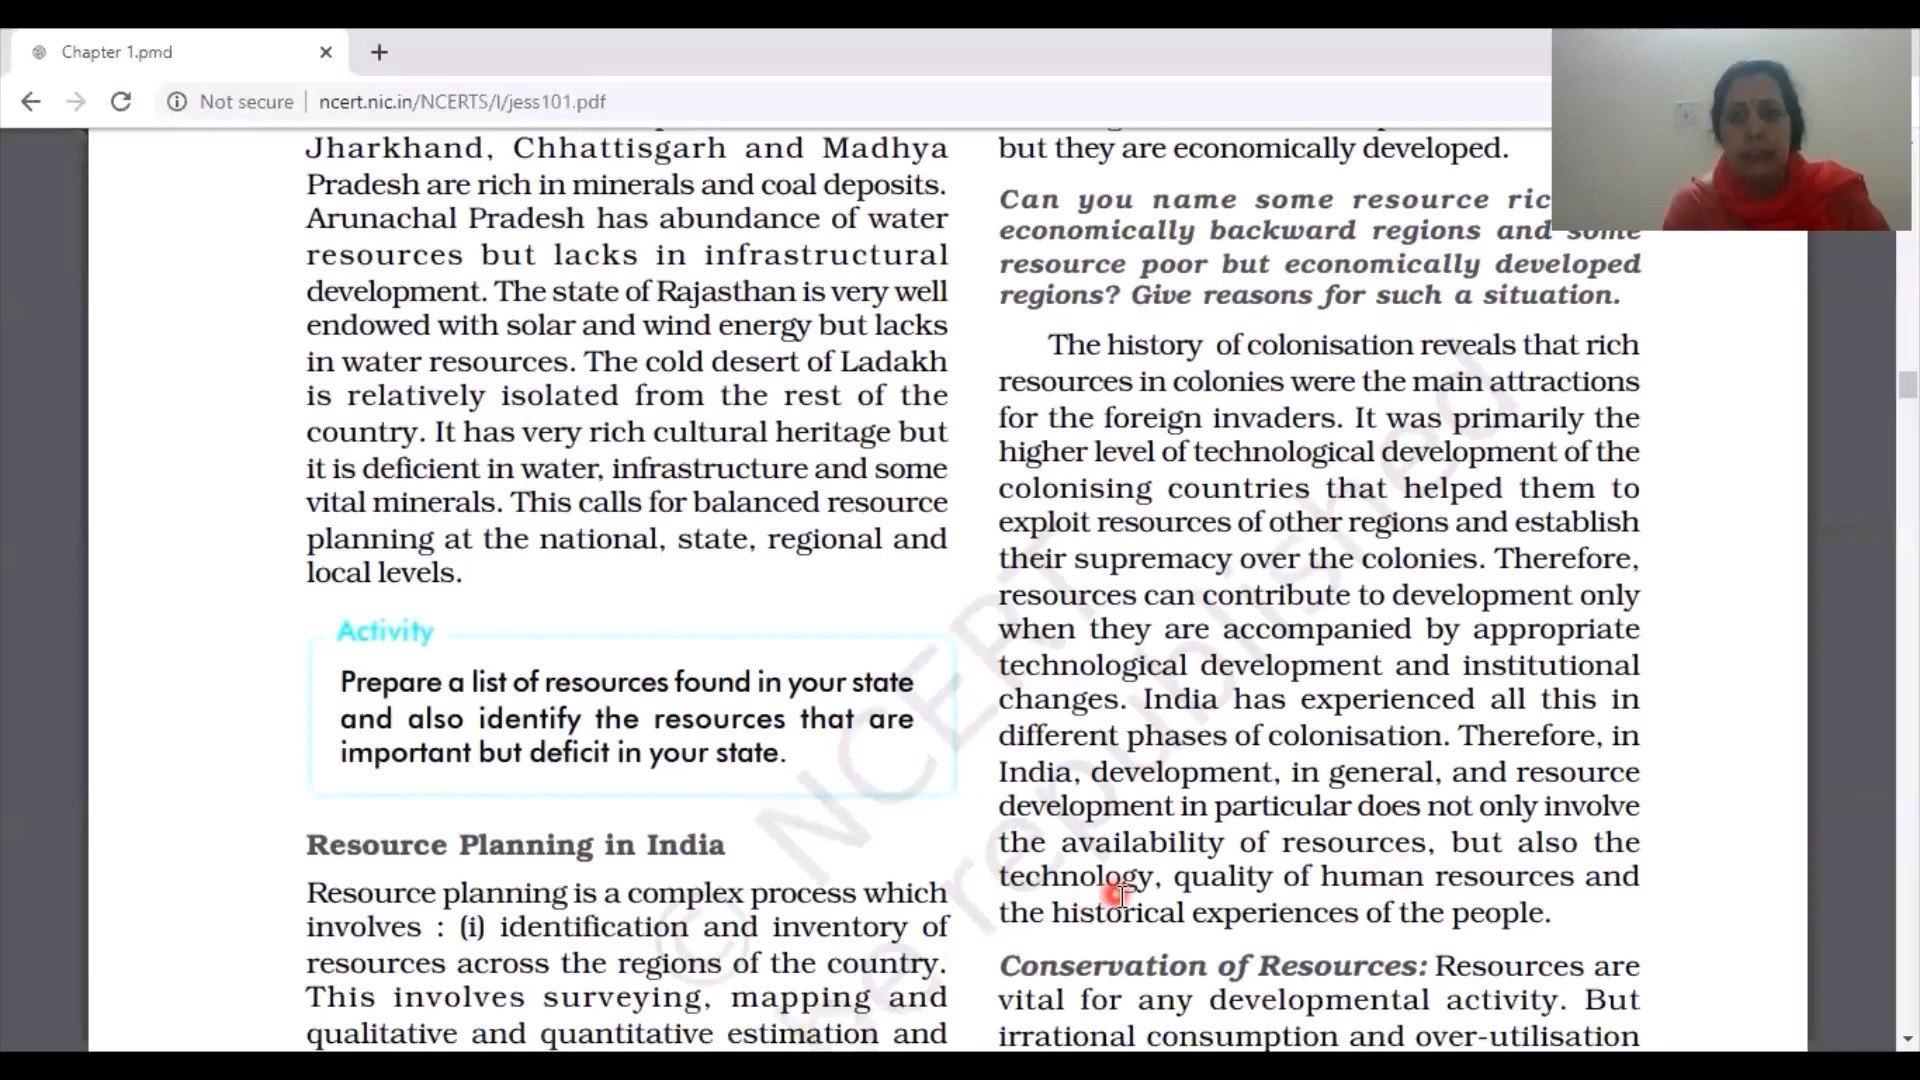 Chapter 1.pmd
Not secure
ncert.nic.in/NCERTS/l/jess101.pdf
Jharkhand, Chhattisgarh and Madhya
Pradesh are rich in minerals and coal deposits.
Arunachal Pradesh has abundance of water
resources but lacks in infrastructural
development. The state of Rajasthan is very well
endowed with solar and wind energy but lacks
in water resources. The cold desert of Ladakh
is relatively isolated from the rest of the
country. It has very rich cultural heritage but
it is deficient in water, infrastructure and some
vital minerals. This calls for balanced resource
planning at the national, state, regional and
local levels.
Activity
Prepare a list of resources found in your state
and also identify the resources that are
important but deficit in your state.
Resource Planning in India
Resource planning is a complex process which
involves : (i) identification and inventory of
resources across the regions of the country.
This involves surveying, mapping and
qualitative and quantitative estimation and
but they are economically developed.
Can you name some resource ric
economically backward regions and some
resource poor but economically developed
regions? Give reasons for such a situation.
The history of colonisation reveals that rich
resources in colonies were the main attractions
for the foreign invaders. It was primarily the
higher level of technological development of the
colonising countries that helped them to
exploit resources of other regions and establish
their supremacy over the colonies. Therefore,
resources can contribute to development only
when they are accompanied by appropriate
technological development and institutional
changes. India has experienced all this in
different phases of colonisation. Therefore, in
India, development, in general, and resource
development in particular does not only involve
the availability of resources, but also the
technology, quality of human resources and
the historical experiences of the people.
Conservation of Resources: Resources are
vital for any developmental activity. But
irrational consumption and over-utilisation
© NCERT
be republished